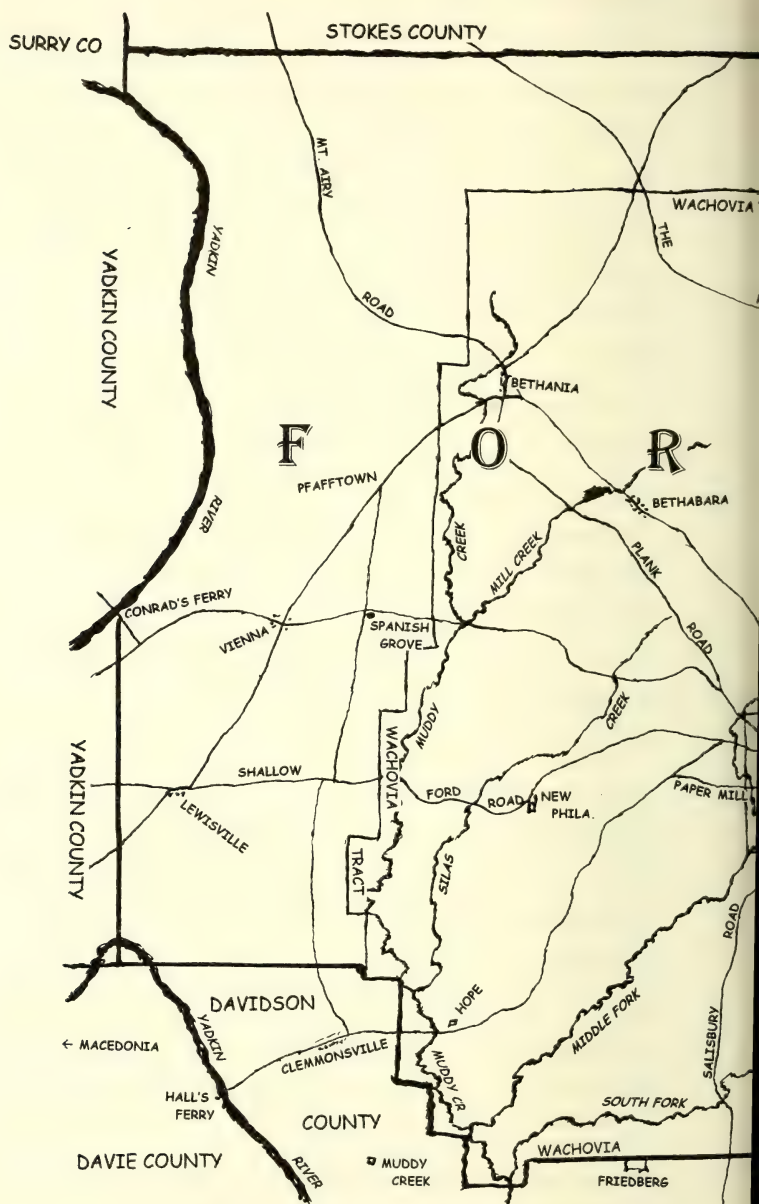 SURRY CO
STOKES COUNTY
MT. AIRY
ROAD
WACHOVIA
THE
YADKIN
RIVER
YADKIN COUNTY
BETHANIA
F O R
PFAFFTOWN
BETHABARA
CREEK
MILL CREEK
PLANK
ROAD
CONRAD'S FERRY
VIENNA
SPANISH
GROVE
MUDDY
CREEK
WACHOVIA
TRACT
YADKIN COUNTY
SHALLOW
FORD
ROAD
NEW
PHILA.
PAPER MILL
LEWISVILLE
SILAS
ROAD
SALISBURY
MIDDLE FORK
DAVIDSON
COUNTY
HOPE
← MACEDONIA
YADKIN
RIVER
CLEMMONSVILLE
MUDDY CR
HALL'S
FERRY
SOUTH FORK
DAVIE COUNTY
MUDDY
CREEK
WACHOVIA
FRIEDBERG